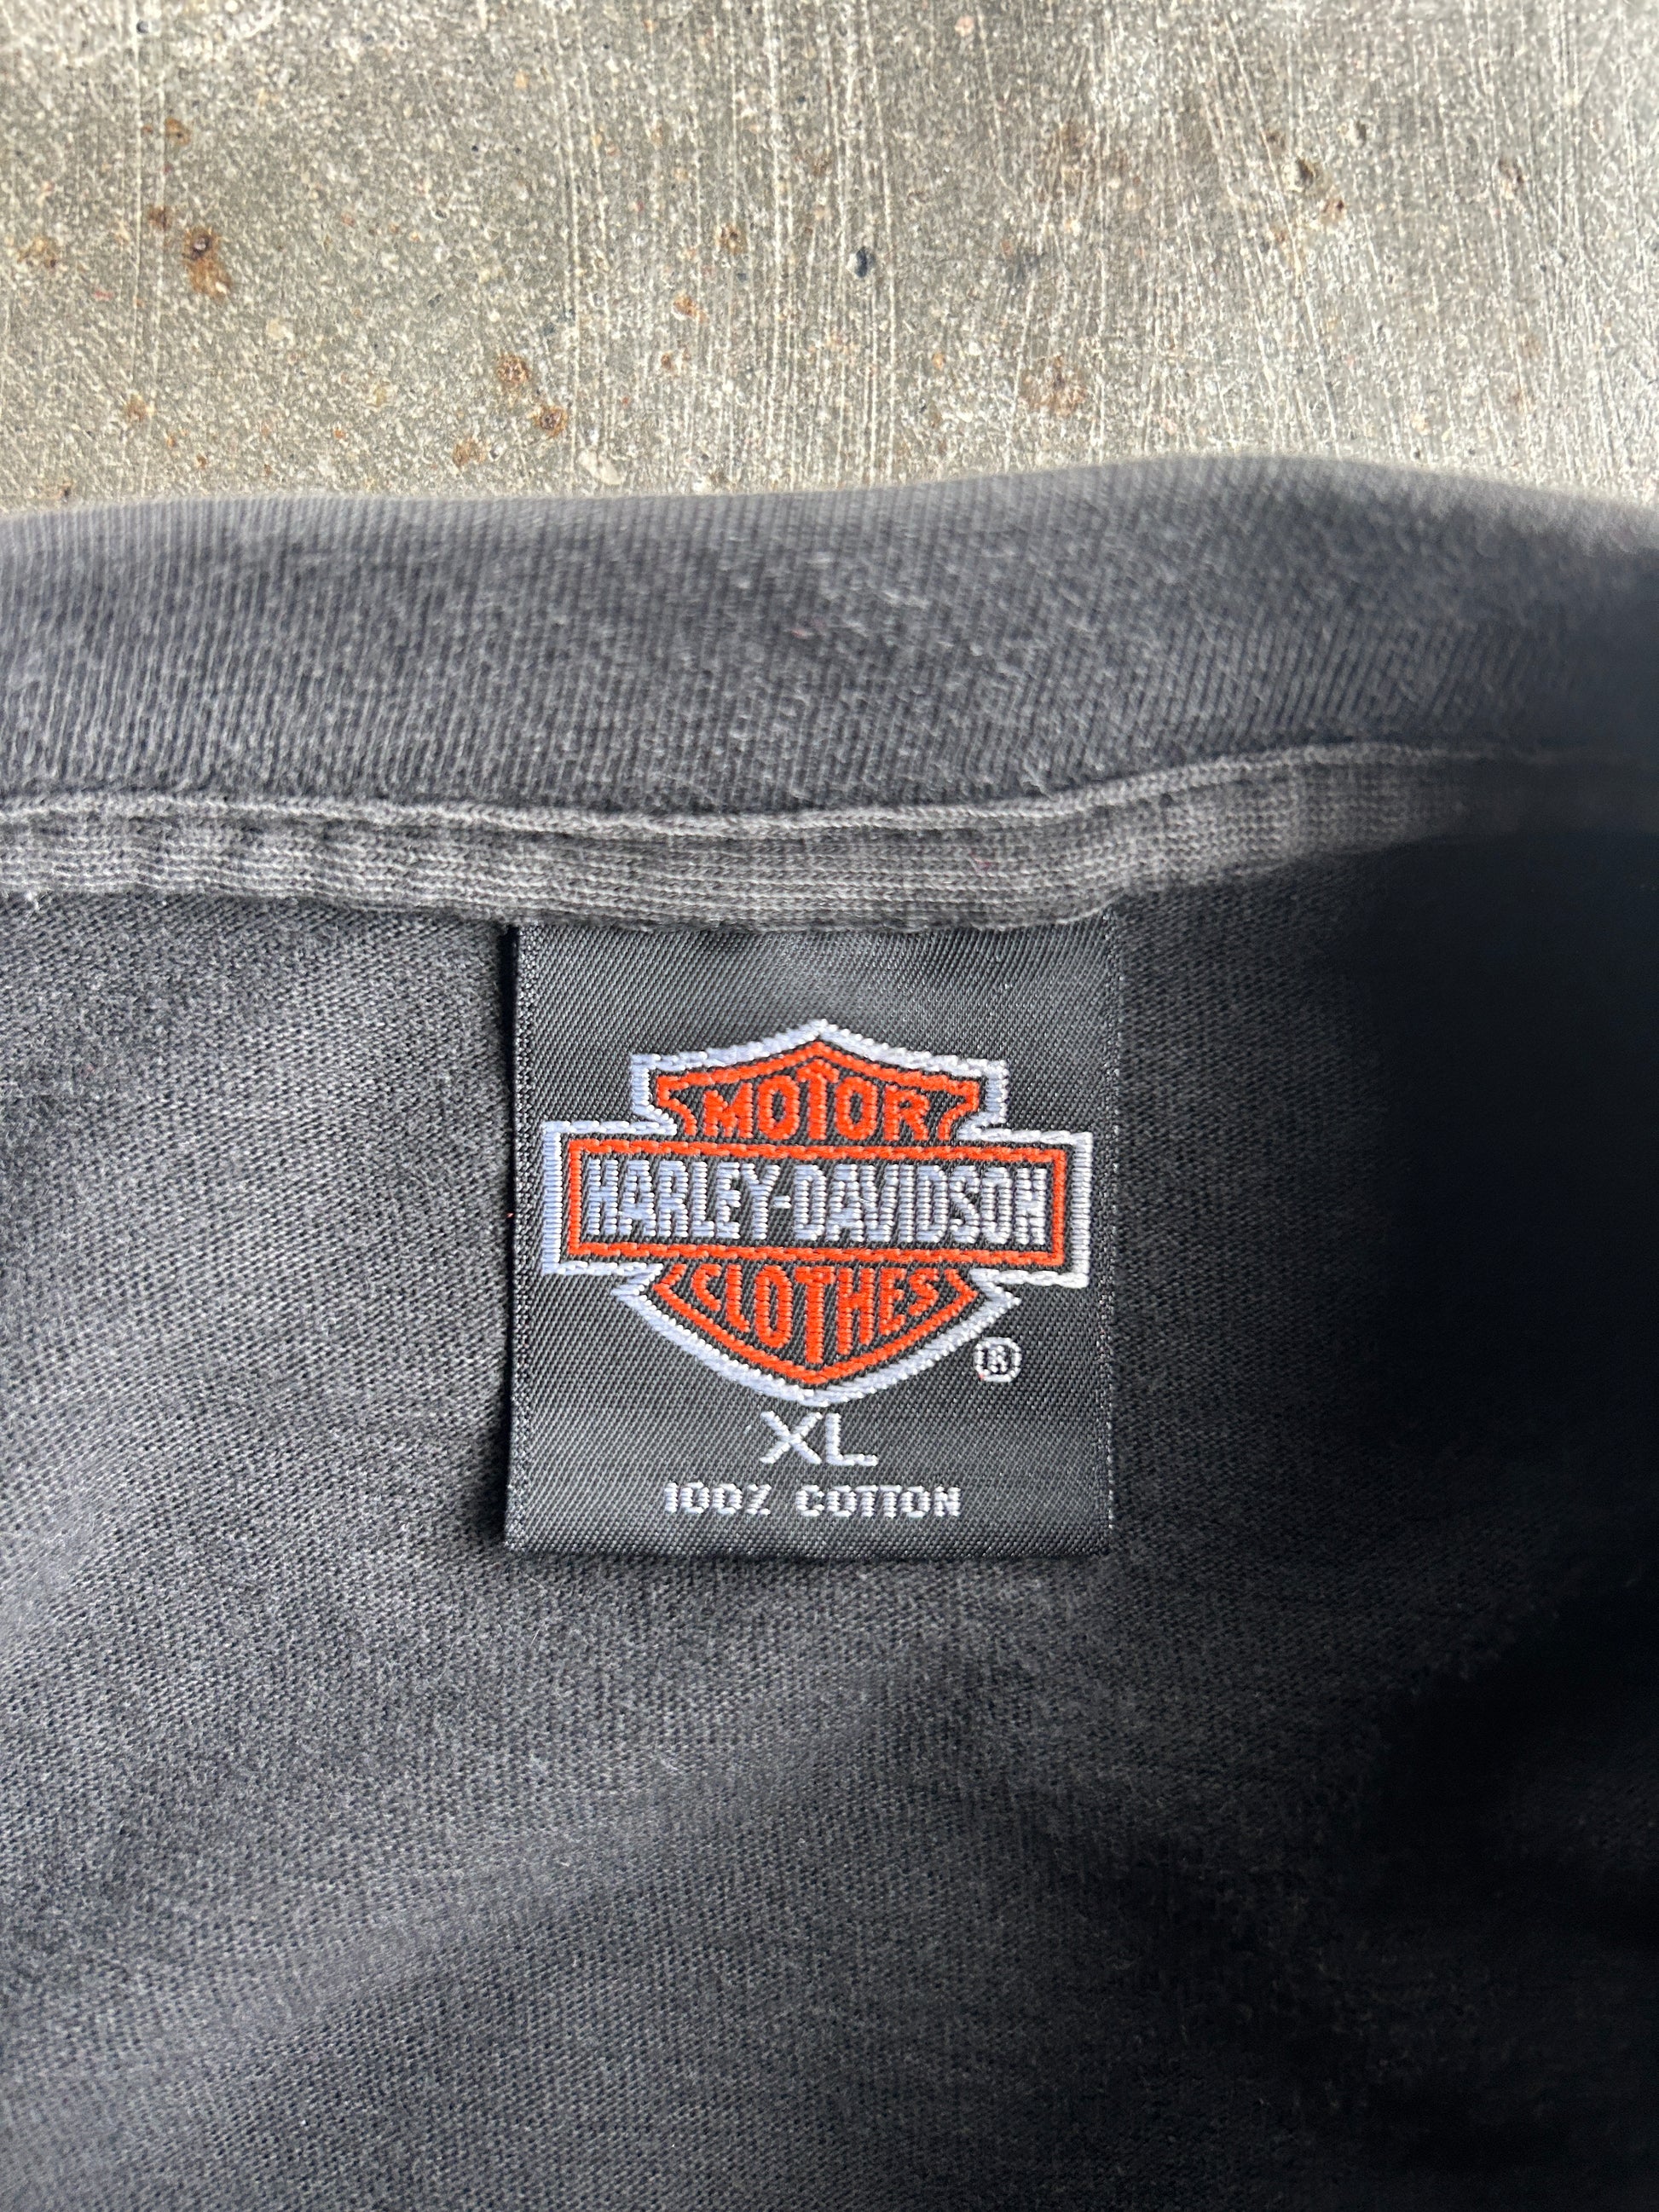 MOTOR
HARLEY-DAVIDSON
CLOTHES
®
XL
100% COTTON